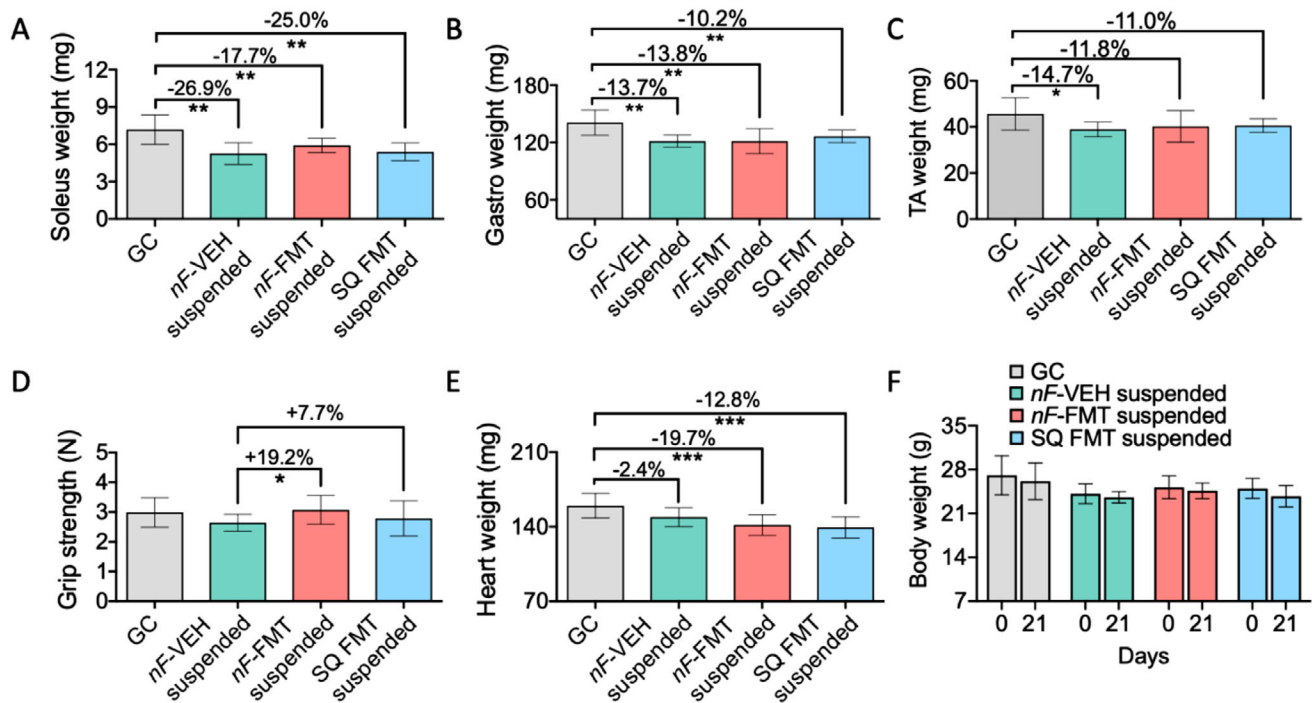 A
Soleus weight (mg)
12
9
6
3
0
-25.0%
**
-17.7%
**
-26.9%
**
GC
nF-VEH suspended
nF-FMT suspended
SQ FMT suspended
B
Gastro weight (mg)
180
120
60
-10.2%
**
-13.8%
**
-13.7%
**
GC
nF-VEH suspended
nF-FMT suspended
SQ FMT suspended
C
TA weight (mg)
60
40
20
0
-11.0%
-11.8%
-14.7%
*
GC
nF-VEH suspended
nF-FMT suspended
SQ FMT suspended
D
Grip strength (N)
5
4
3
2
1
0
+7.7%
+19.2%
*
GC
nF-VEH suspended
nF-FMT suspended
SQ FMT suspended
E
Heart weight (mg)
210
140
70
-12.8%
***
-19.7%
***
-2.4%
GC
nF-VEH suspended
nF-FMT suspended
SQ FMT suspended
F
GC
nF-VEH suspended
nF-FMT suspended
SQ FMT suspended
Body weight (g)
35
28
21
14
7
0 21 0 21 0 21 0 21
Days